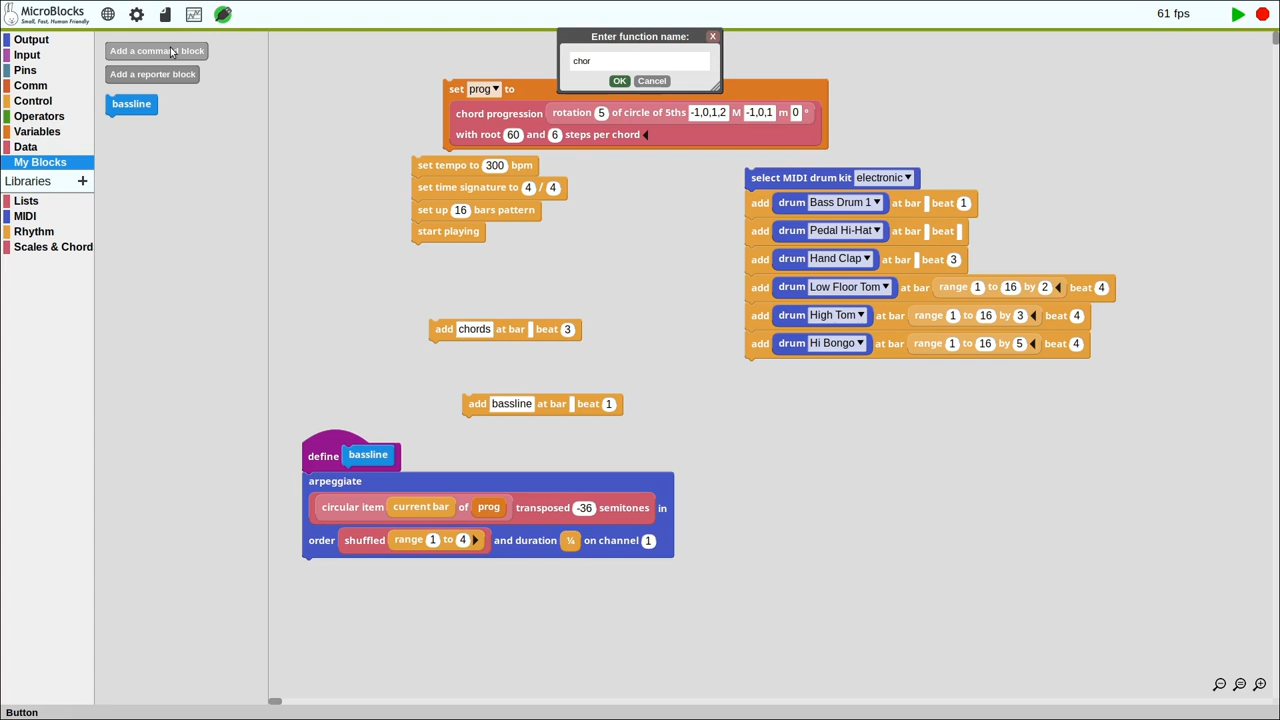 MicroBlocks
Small, Fast, Human Friendly
61 fps
Output
Input
Pins
Comm
Control
Operators
Variables
Data
My Blocks
Libraries +
Lists
MIDI
Rhythm
Scales & Chord
Add a command block
Add a reporter block
bassline
Enter function name: X
chor
OK Cancel
set prog to
chord progression rotation 5 of circle of 5ths -1,0,1,2 M -1,0,1 m 0 °
with root 60 and 6 steps per chord
set tempo to 300 bpm
set time signature to 4 / 4
set up 16 bars pattern
start playing
select MIDI drum kit electronic
add drum Bass Drum 1 at bar beat 1
add drum Pedal Hi-Hat at bar beat
add drum Hand Clap at bar beat 3
add drum Low Floor Tom at bar range 1 to 16 by 2 beat 4
add drum High Tom at bar range 1 to 16 by 3 beat 4
add drum Hi Bongo at bar range 1 to 16 by 5 beat 4
add chords at bar beat 3
add bassline at bar beat 1
define bassline
arpeggiate
circular item current bar of prog transposed -36 semitones in
order shuffled range 1 to 4 and duration ¼ on channel 1
Button